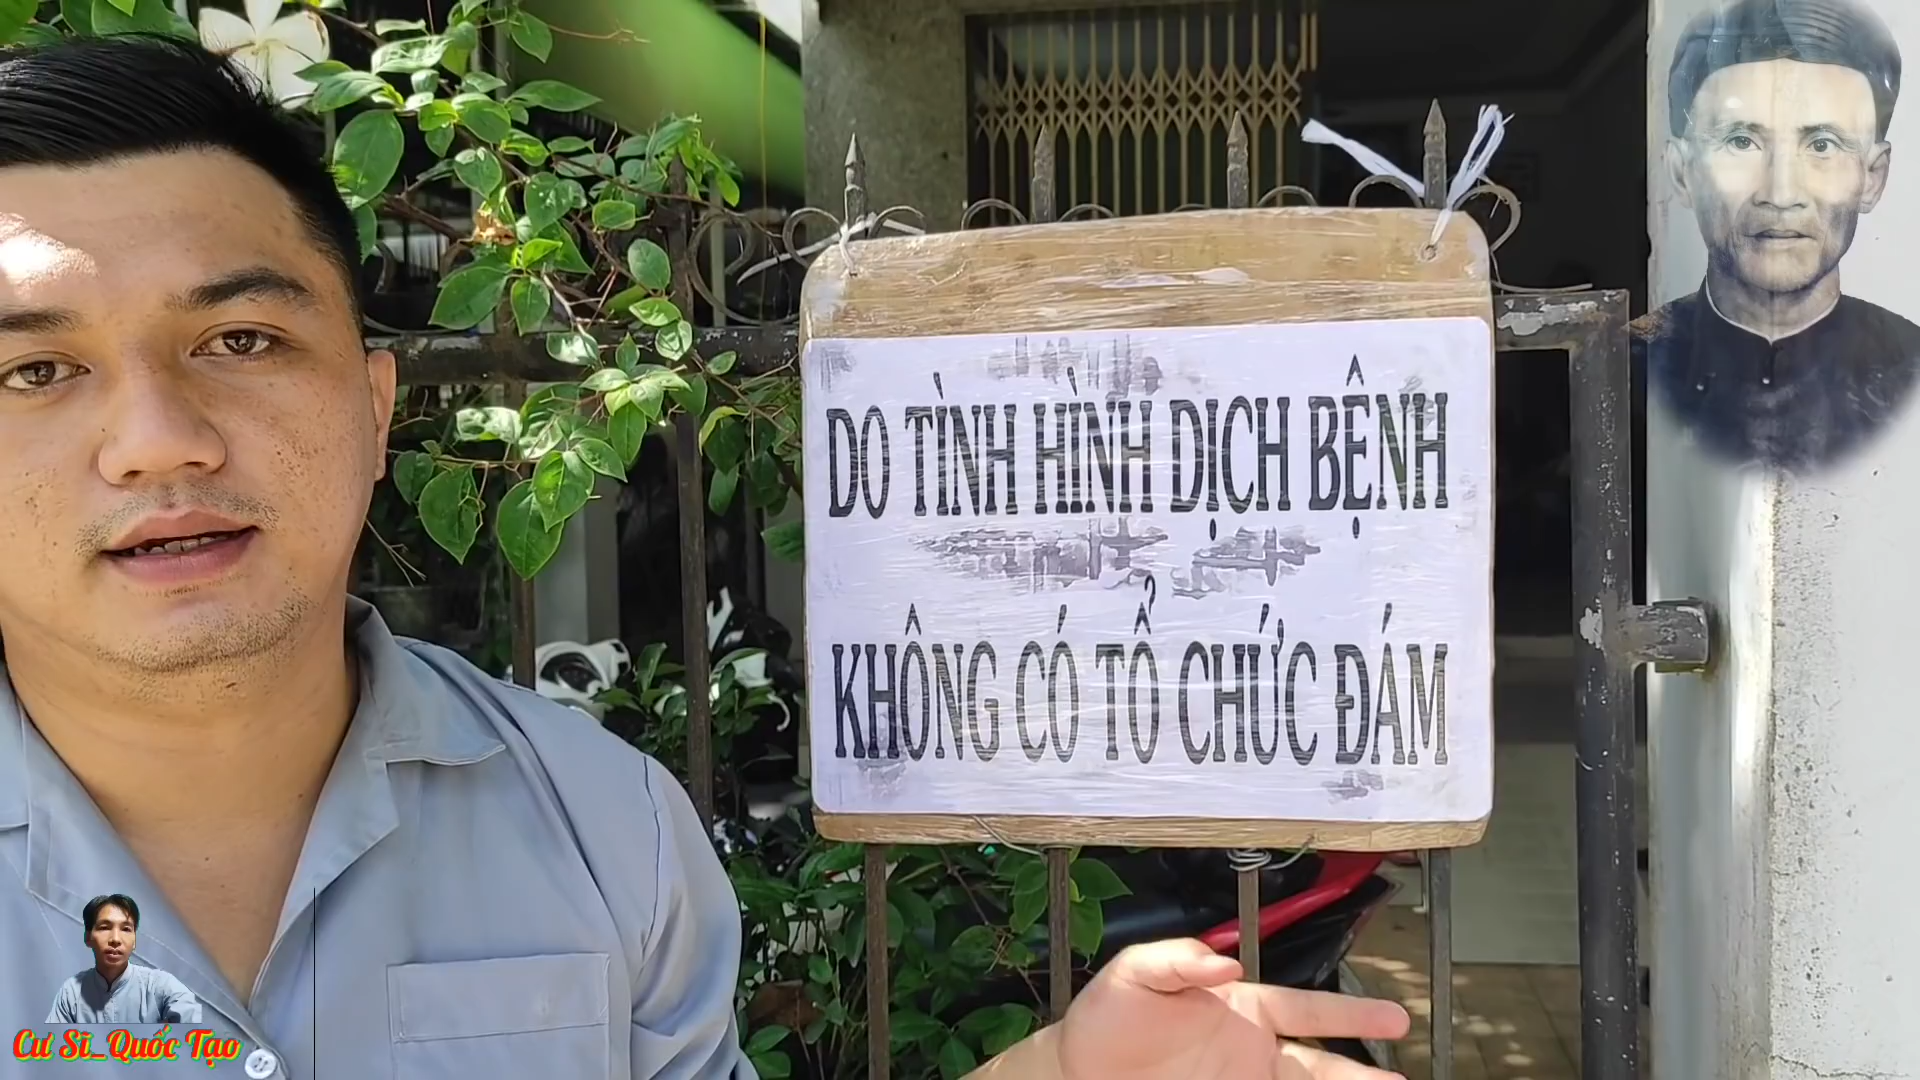 DO TÌNH HÌNH DỊCH BỆNH
KHÔNG CÓ TỔ CHỨC ĐÁM
Cư Sĩ_Quốc Tạo